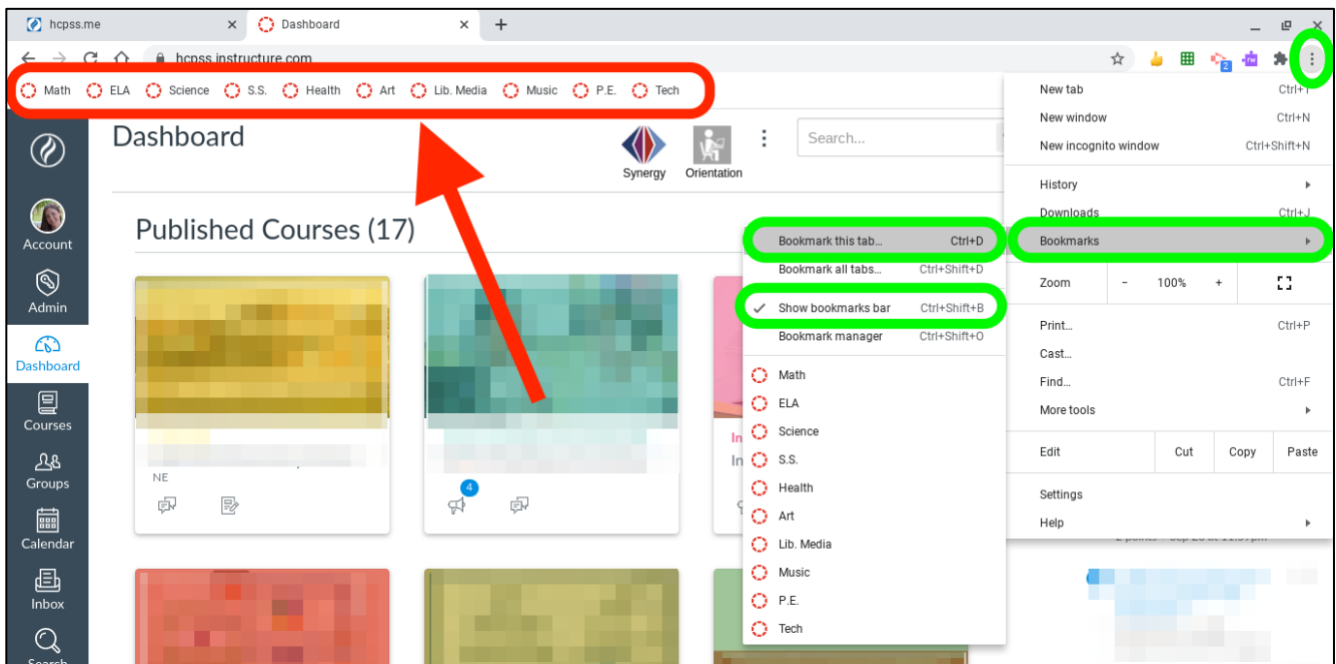 hcpss.me
Dashboard
hcpss.instructure.com
2
Math ELA Science S.S. Health Art Lib. Media Music P.E. Tech
Dashboard
Synergy Orientation
Search...
Account
Admin
Dashboard
Courses
Groups
Calendar
Inbox
Search
Published Courses (17)
NE
4
In
In
New tab Ctrl+T
New window Ctrl+N
New incognito window Ctrl+Shift+N
History
Downloads Ctrl+J
Bookmarks
Zoom - 100% +
Print... Ctrl+P
Cast...
Find... Ctrl+F
More tools
Edit Cut Copy Paste
Settings
Help
Bookmark this tab... Ctrl+D
Bookmark all tabs... Ctrl+Shift+D
Show bookmarks bar Ctrl+Shift+B
Bookmark manager Ctrl+Shift+O
Math
ELA
Science
S.S.
Health
Art
Lib. Media
Music
P.E.
Tech